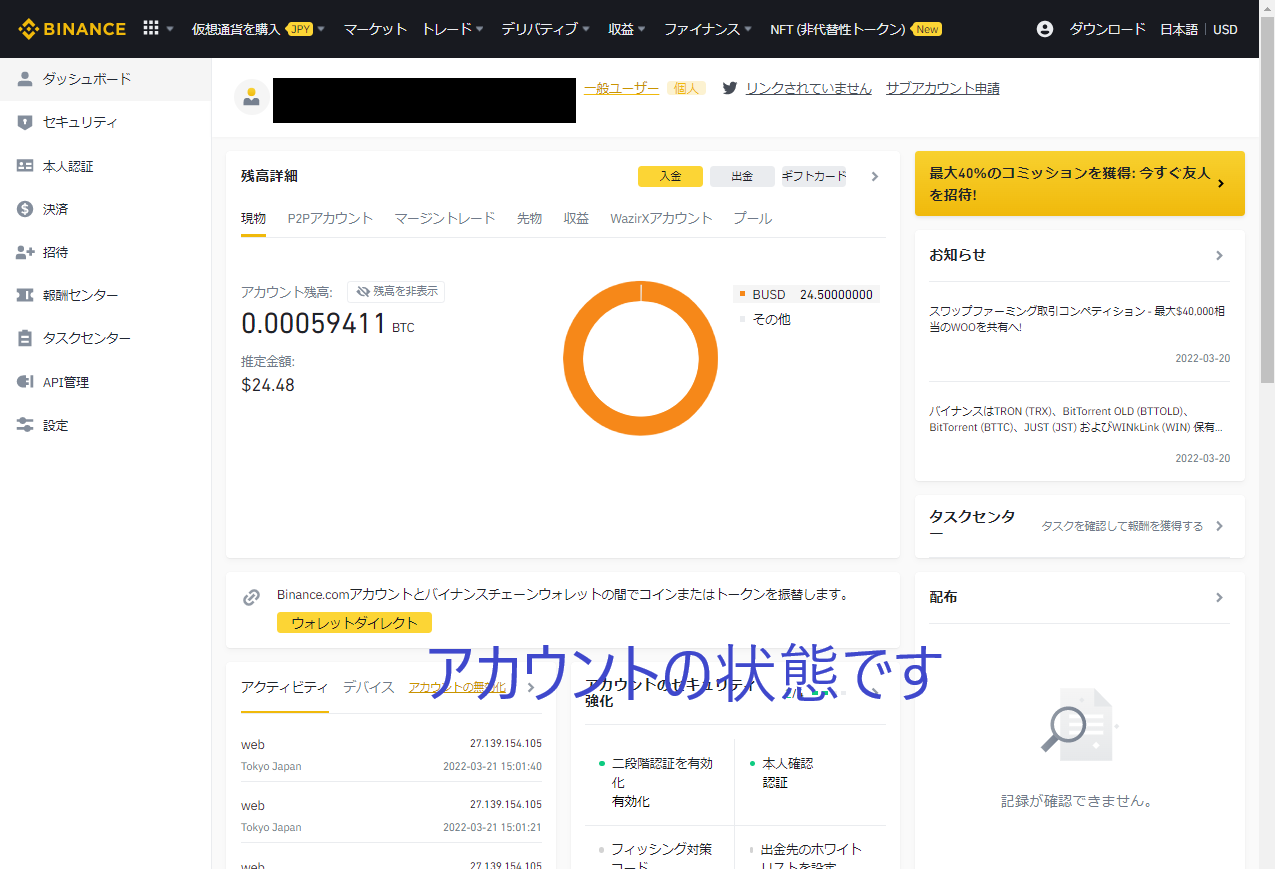 BINANCE 仮想通貨を購入 JPY マーケット トレード デリバティブ 収益 ファイナンス NFT (非代替性トークン) New ダウンロード 日本語 USD
ダッシュボード
セキュリティ
本人認証
決済
招待
報酬センター
タスクセンター
API管理
設定
一般ユーザー 個人 リンクされていません サブアカウント申請
残高詳細 入金 出金 ギフトカード
現物 P2Pアカウント マージントレード 先物 収益 WazirXアカウント プール
アカウント残高: 残高を非表示
0.00059411 BTC
推定金額:
$24.48
BUSD 24.50000000
その他
Binance.comアカウントとバイナンスチェーンウォレットの間でコインまたはトークンを振替します。
ウォレットダイレクト
アカウントの状態です
アクティビティ デバイス アカウントの無効化
web 27.139.154.105
Tokyo Japan 2022-03-21 15:01:40
web 27.139.154.105
Tokyo Japan 2022-03-21 15:01:21
web 27.139.154.105
アカウントのセキュリティ
強化
二段階認証を有効
化
有効化
本人確認
認証
フィッシング対策
コード
出金先のホワイト
リストを設定
最大40%のコミッションを獲得: 今すぐ友人
を招待!
お知らせ
スワップファーミング取引コンペティション - 最大$40.000相
当のWOOを共有へ!
2022-03-20
バイナンスはTRON (TRX)、BitTorrent OLD (BTTOLD)、
BitTorrent (BTTC)、JUST (JST) およびWINkLink (WIN) 保有...
2022-03-20
タスクセンタ
ー
タスクを確認して報酬を獲得する
配布
記録が確認できません。